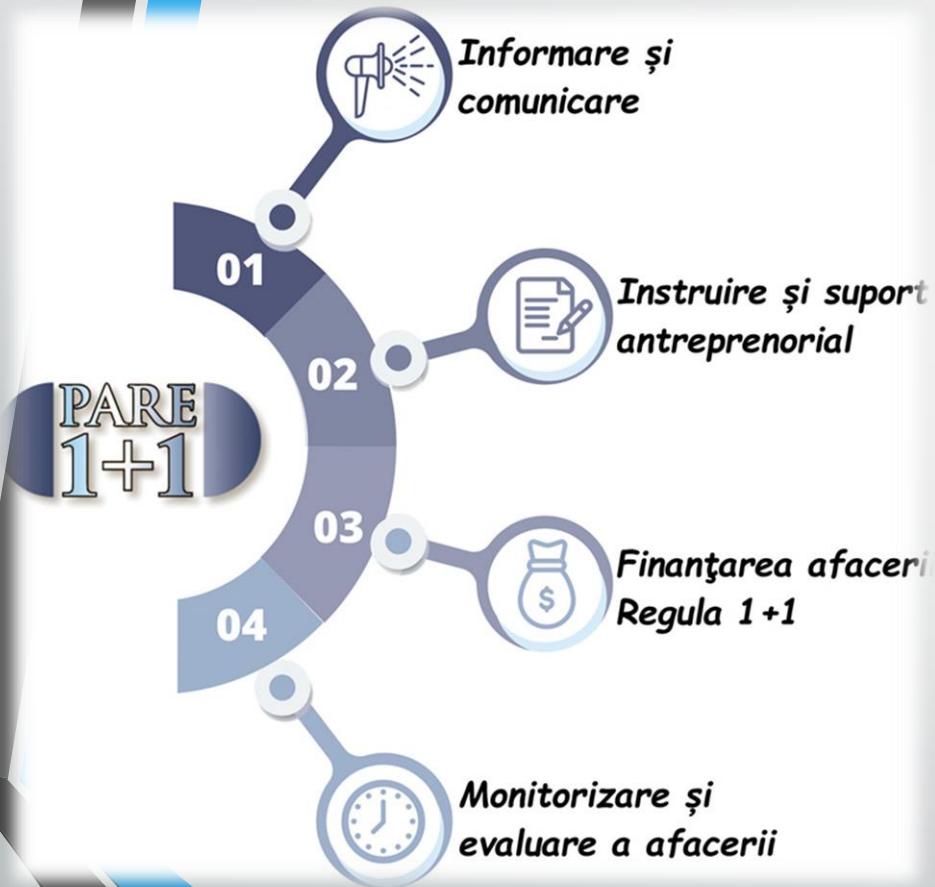 Informare și
comunicare
01
Instruire și suport
antreprenorial
02
PARE
1+1
03
Finanţarea afaceri
Regula 1+1
04
Monitorizare și
evaluare a afacerii